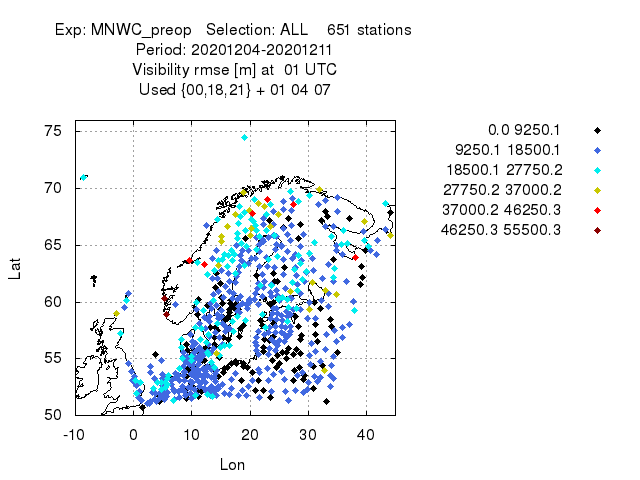 Exp: MNWC_preop   Selection: ALL    651 stations
Period: 20201204-20201211
Visibility rmse [m] at  01 UTC
Used {00,18,21} + 01 04 07
0.0 9250.1
9250.1 18500.1
18500.1 27750.2
27750.2 37000.2
37000.2 46250.3
46250.3 55500.3
75
70
65
60
55
50
Lat
-10 0 10 20 30 40
Lon